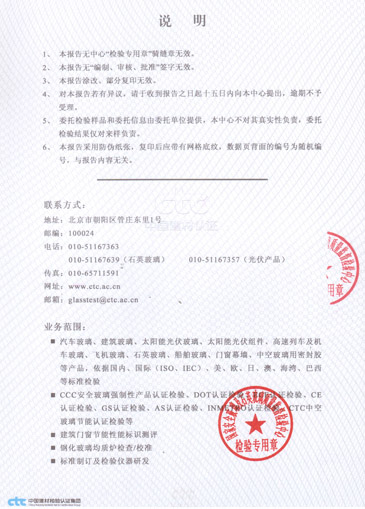 说 明
1、 本报告无中心“检验专用章”骑缝章无效。
2、 本报告无“编制、审核、批准”签字无效。
3、 本报告涂改、部分复印无效。
4、 对本报告若有异议，请于收到报告之日起十五日内向本中心提出，逾期不予
受理。
5、 委托检验样品和委托信息由委托单位提供，本中心不对其真实性负责，委托
检验结果仅对来样负责。
6、 本报告采用防伪纸张、复印后应带有网格底纹，数据页背面的编号为随机编
号。与报告内容无关。
联系方式：
地址：北京市朝阳区管庄东里1号
邮编：100024
电话：010-51167363
010-51167639（石英玻璃） 010-51167357（光伏产品）
传真：010-65711591
网址：www.ctc.ac.cn
邮箱：glasstest@ctc.ac.cn
业务范围：
■ 汽车玻璃、建筑玻璃、太阳能光伏玻璃、太阳能光伏组件、高速列车及机
车玻璃、飞机玻璃、石英玻璃、船舶玻璃、门窗幕墙、中空玻璃用密封胶
等产品，依据国内、国际（ISO、IEC）、美、欧、日、澳、海湾、巴西
等标准检验
■ CCC安全玻璃强制性产品认证检验、DOT认证检验、ECE认证检验、CE
认证检验、GS认证检验、AS认证检验、INMETRO认证检验、CTC中空
玻璃节能认证检验等
■ 建筑门窗节能性能标识测评
■ 钢化玻璃均质炉检查/校准
■ 标准制订及检验仪器研发
检验专用章
用章
ctc 中国建材检验认证集团